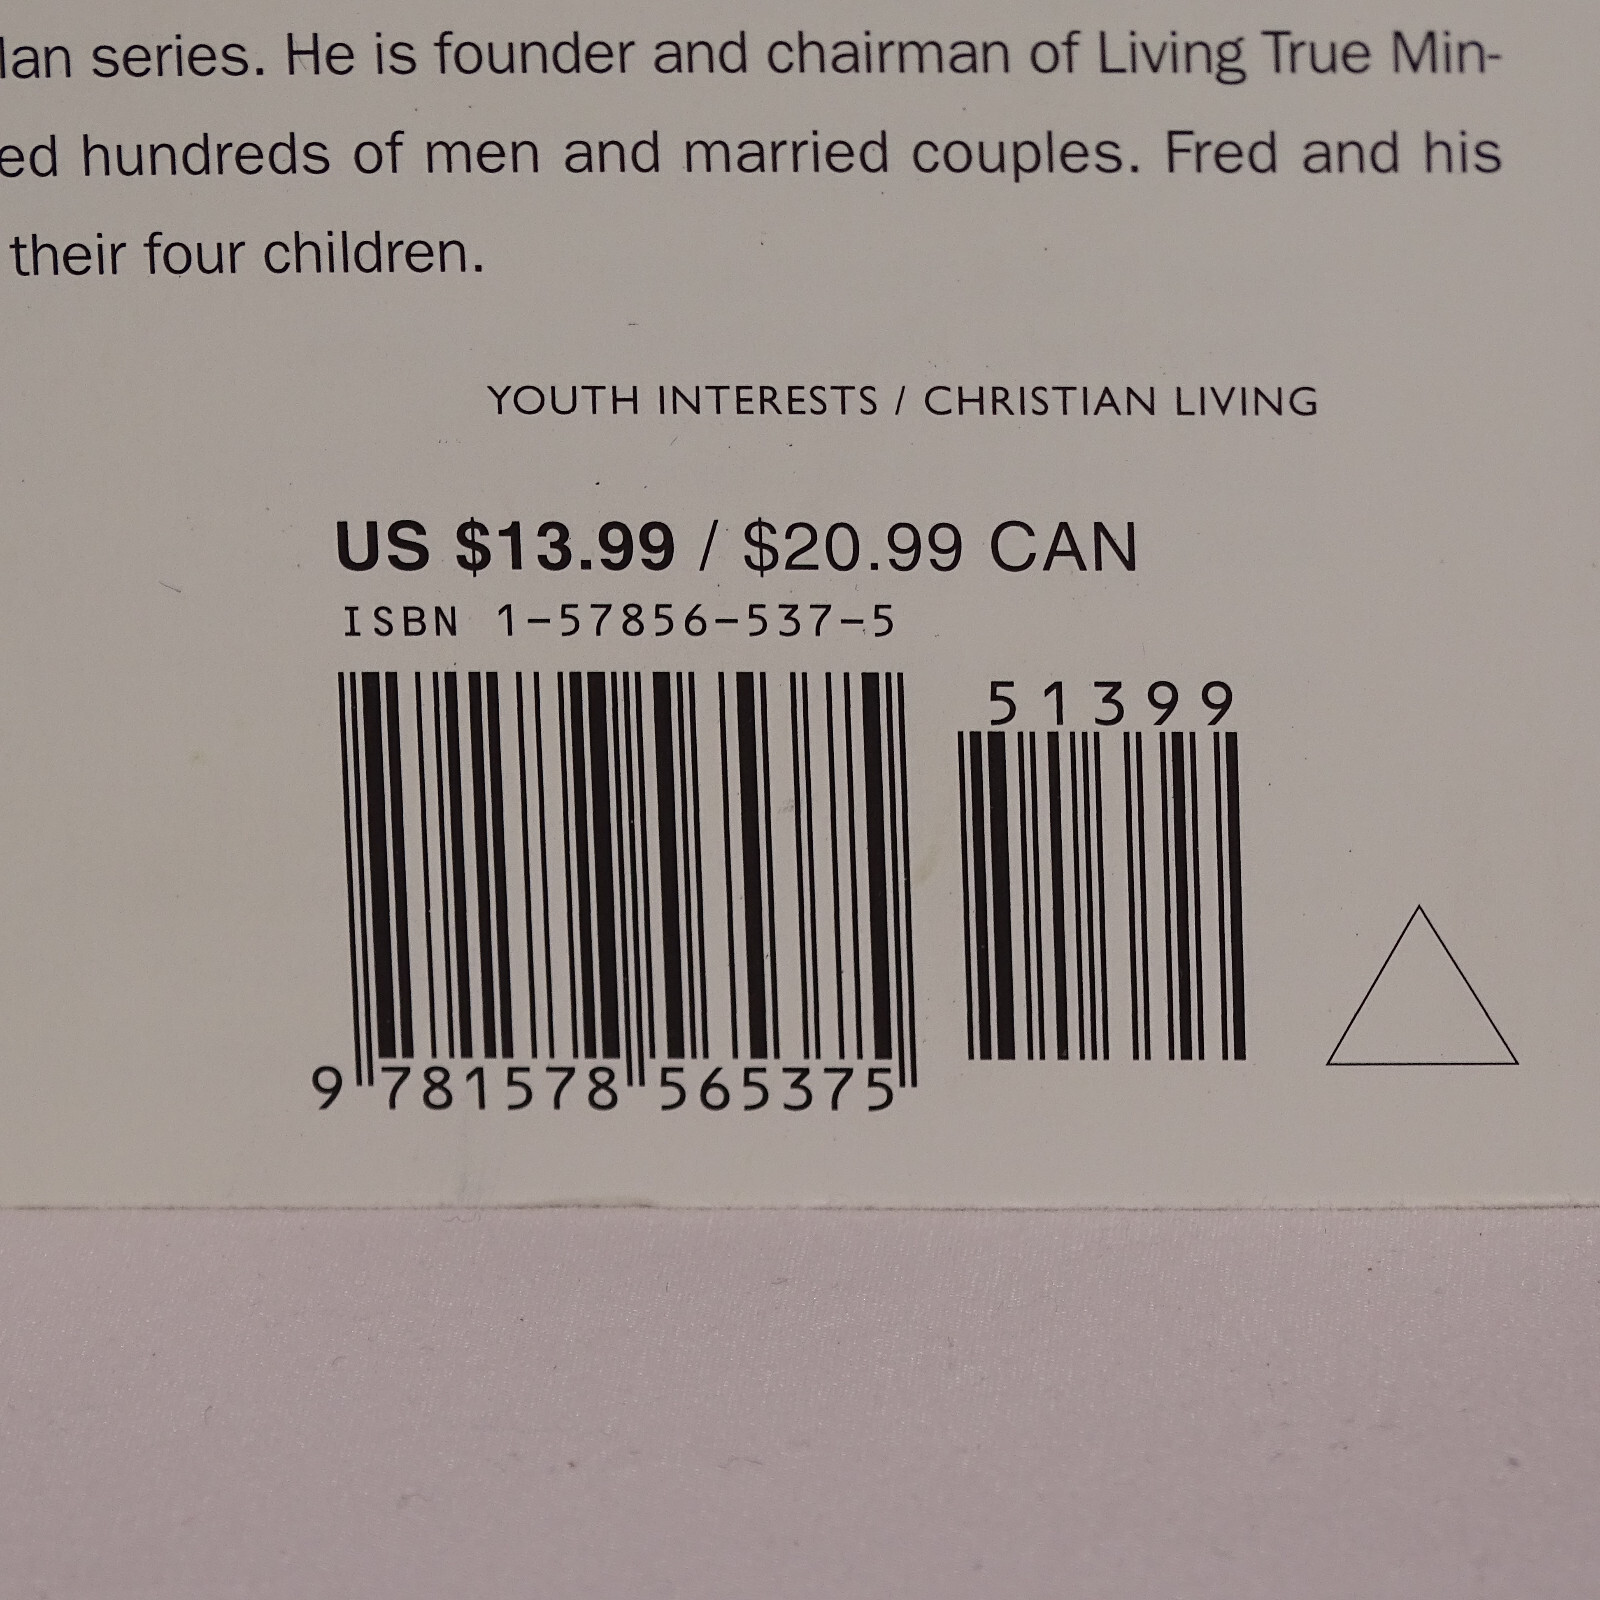 lan series. He is founder and chairman of Living True Min-
ed hundreds of men and married couples. Fred and his
their four children.
YOUTH INTERESTS / CHRISTIAN LIVING
US $13.99 / $20.99 CAN
ISBN 1-57856-537-5
51399
9 781578 565375